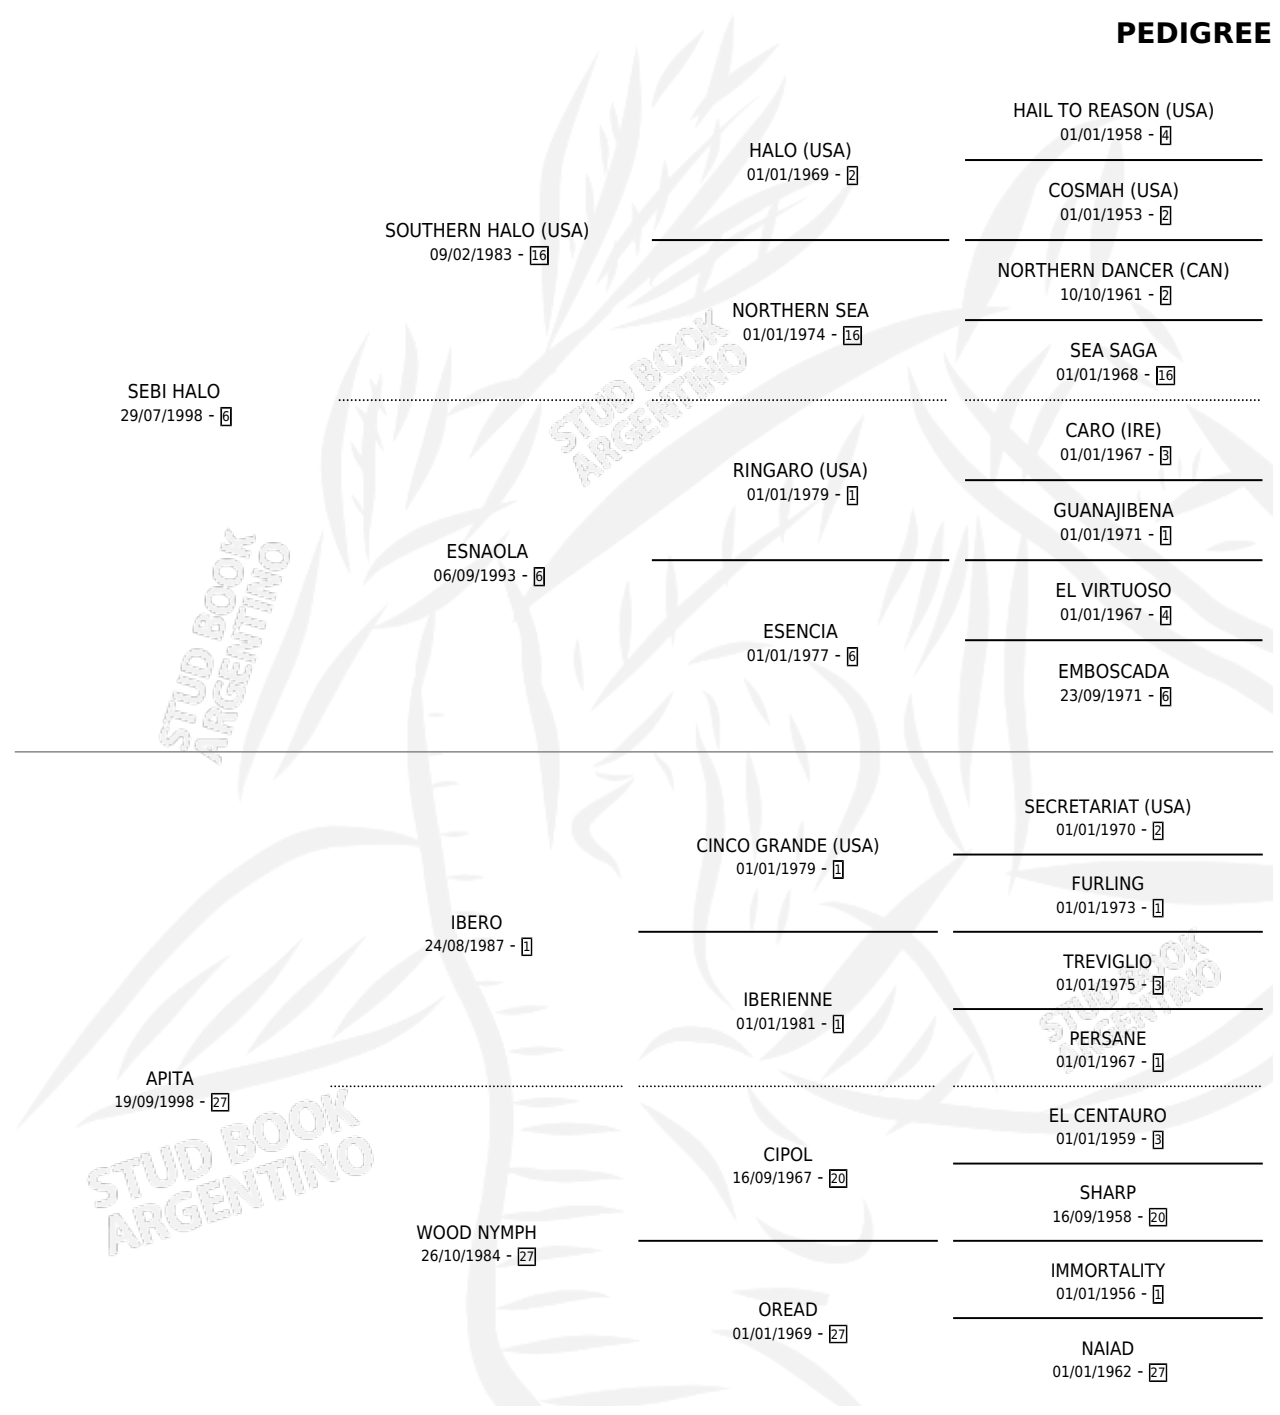 PEDIGREE
HAIL TO REASON (USA)
01/01/1958 - 4
HALO (USA)
01/01/1969 - 2
COSMAH (USA)
01/01/1953 - 2
SOUTHERN HALO (USA)
09/02/1983 - 16
NORTHERN DANCER (CAN)
10/10/1961 - 2
NORTHERN SEA
01/01/1974 - 16
SEA SAGA
01/01/1968 - 16
SEBI HALO
29/07/1998 - 6
CARO (IRE)
01/01/1967 - 3
RINGARO (USA)
01/01/1979 - 1
GUANAJIBENA
01/01/1971 - 1
ESNAOLA
06/09/1993 - 6
EL VIRTUOSO
01/01/1967 - 4
ESENCIA
01/01/1977 - 6
EMBOSCADA
23/09/1971 - 6
SECRETARIAT (USA)
01/01/1970 - 2
CINCO GRANDE (USA)
01/01/1979 - 1
FURLING
01/01/1973 - 1
IBERO
24/08/1987 - 1
TREVIGLIO
01/01/1975 - 3
IBERIENNE
01/01/1981 - 1
PERSANE
01/01/1967 - 1
APITA
19/09/1998 - 27
EL CENTAURO
01/01/1959 - 3
CIPOL
16/09/1967 - 20
SHARP
16/09/1958 - 20
WOOD NYMPH
26/10/1984 - 27
IMMORTALITY
01/01/1956 - 1
OREAD
01/01/1969 - 27
NAIAD
01/01/1962 - 27
STUD BOOK
ARGENTINO
STUD BOOK
ARGENTINO
STUD BOOK
ARGENTINO
STUD BOOK
ARGENTINO